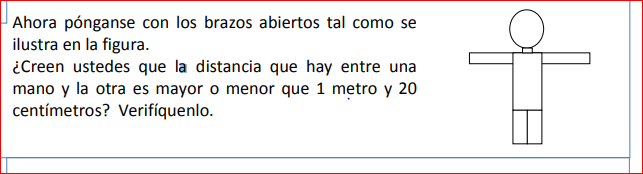 Ahora pónganse con los brazos abiertos tal como se
ilustra en la figura.
¿Creen ustedes que la distancia que hay entre una
mano y la otra es mayor o menor que 1 metro y 20
centímetros? Verifíquenlo.